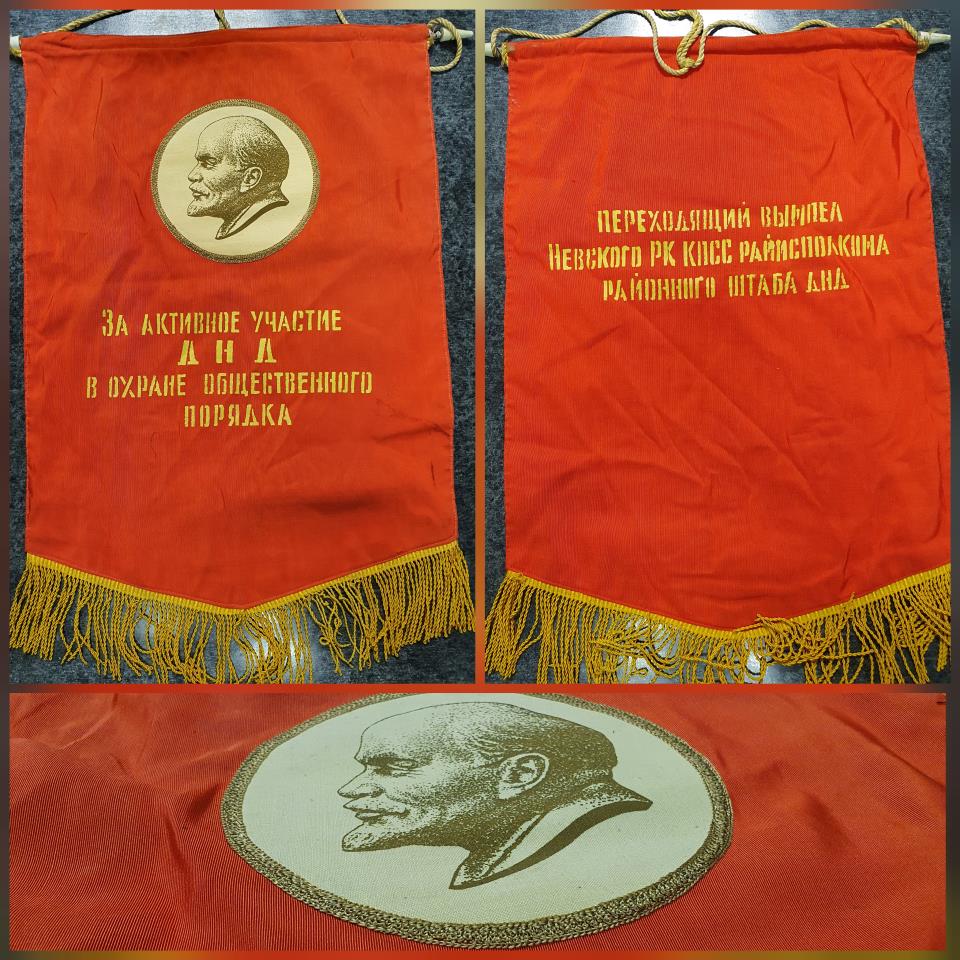 За активное участие
ДНД
в охране общественного
порядка
переходящий вымпел
Невского РК КПСС райисполкома
районного штаба ДНД